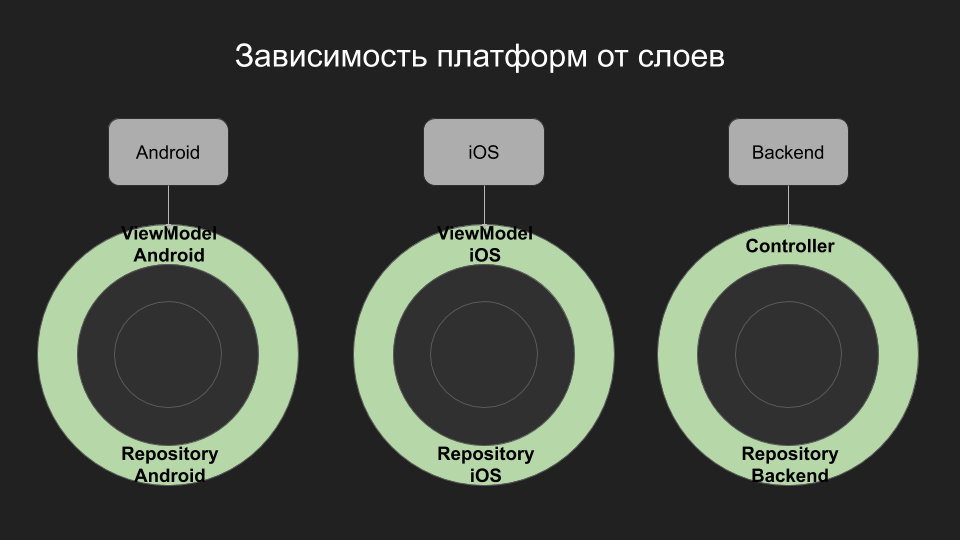 Зависимость платформ от слоев
Android
iOS
Backend
ViewModel
Android
ViewModel
iOS
Controller
Repository
Android
Repository
iOS
Repository
Backend